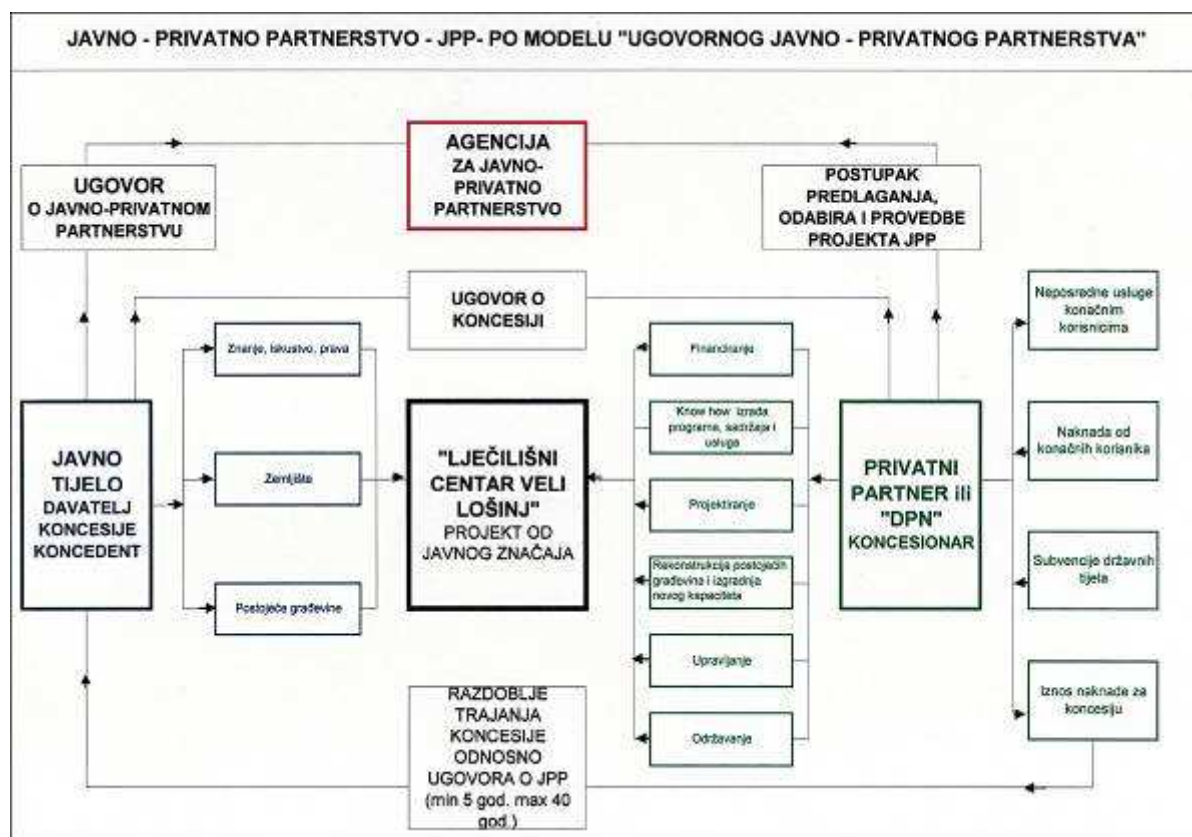 JAVNO - PRIVATNO PARTNERSTVO - JPP- PO MODELU "UGOVORNOG JAVNO - PRIVATNOG PARTNERSTVA"
AGENCIJA
ZA JAVNO-
PRIVATNO
PARTNERSTVO
UGOVOR
O JAVNO-PRIVATNOM
PARTNERSTVU
POSTUPAK
PREDLAGANJA,
ODABIRA I PROVEDBE
PROJEKTA JPP
UGOVOR O
KONCESIJI
Znanje, iskustvo, prava
Zemljište
Postojeće građevine
JAVNO
TIJELO
DAVATELJ
KONCESIJE
KONCEDENT
"LJEČILIŠNI
CENTAR VELI
LOŠINJ"
PROJEKT OD
JAVNOG ZNAČAJA
Financiranje
Know how izrada
programa, sadržaja i
usluga
Projektiranje
Rekonstrukcija postojećih
građevina i izgradnja
novog kapaciteta
Upravljanje
Održavanje
PRIVATNI
PARTNER ili
"DPN"
KONCESIONAR
Neposredne usluge
konačnim
korisnicima
Naknada od
konačnih korisnika
Subvencije državnih
tijela
Iznos naknade za
koncesiju
RAZDOBLJE
TRAJANJA
KONCESIJE
ODNOSNO
UGOVORA O JPP
(min 5 god. max 40
god.)